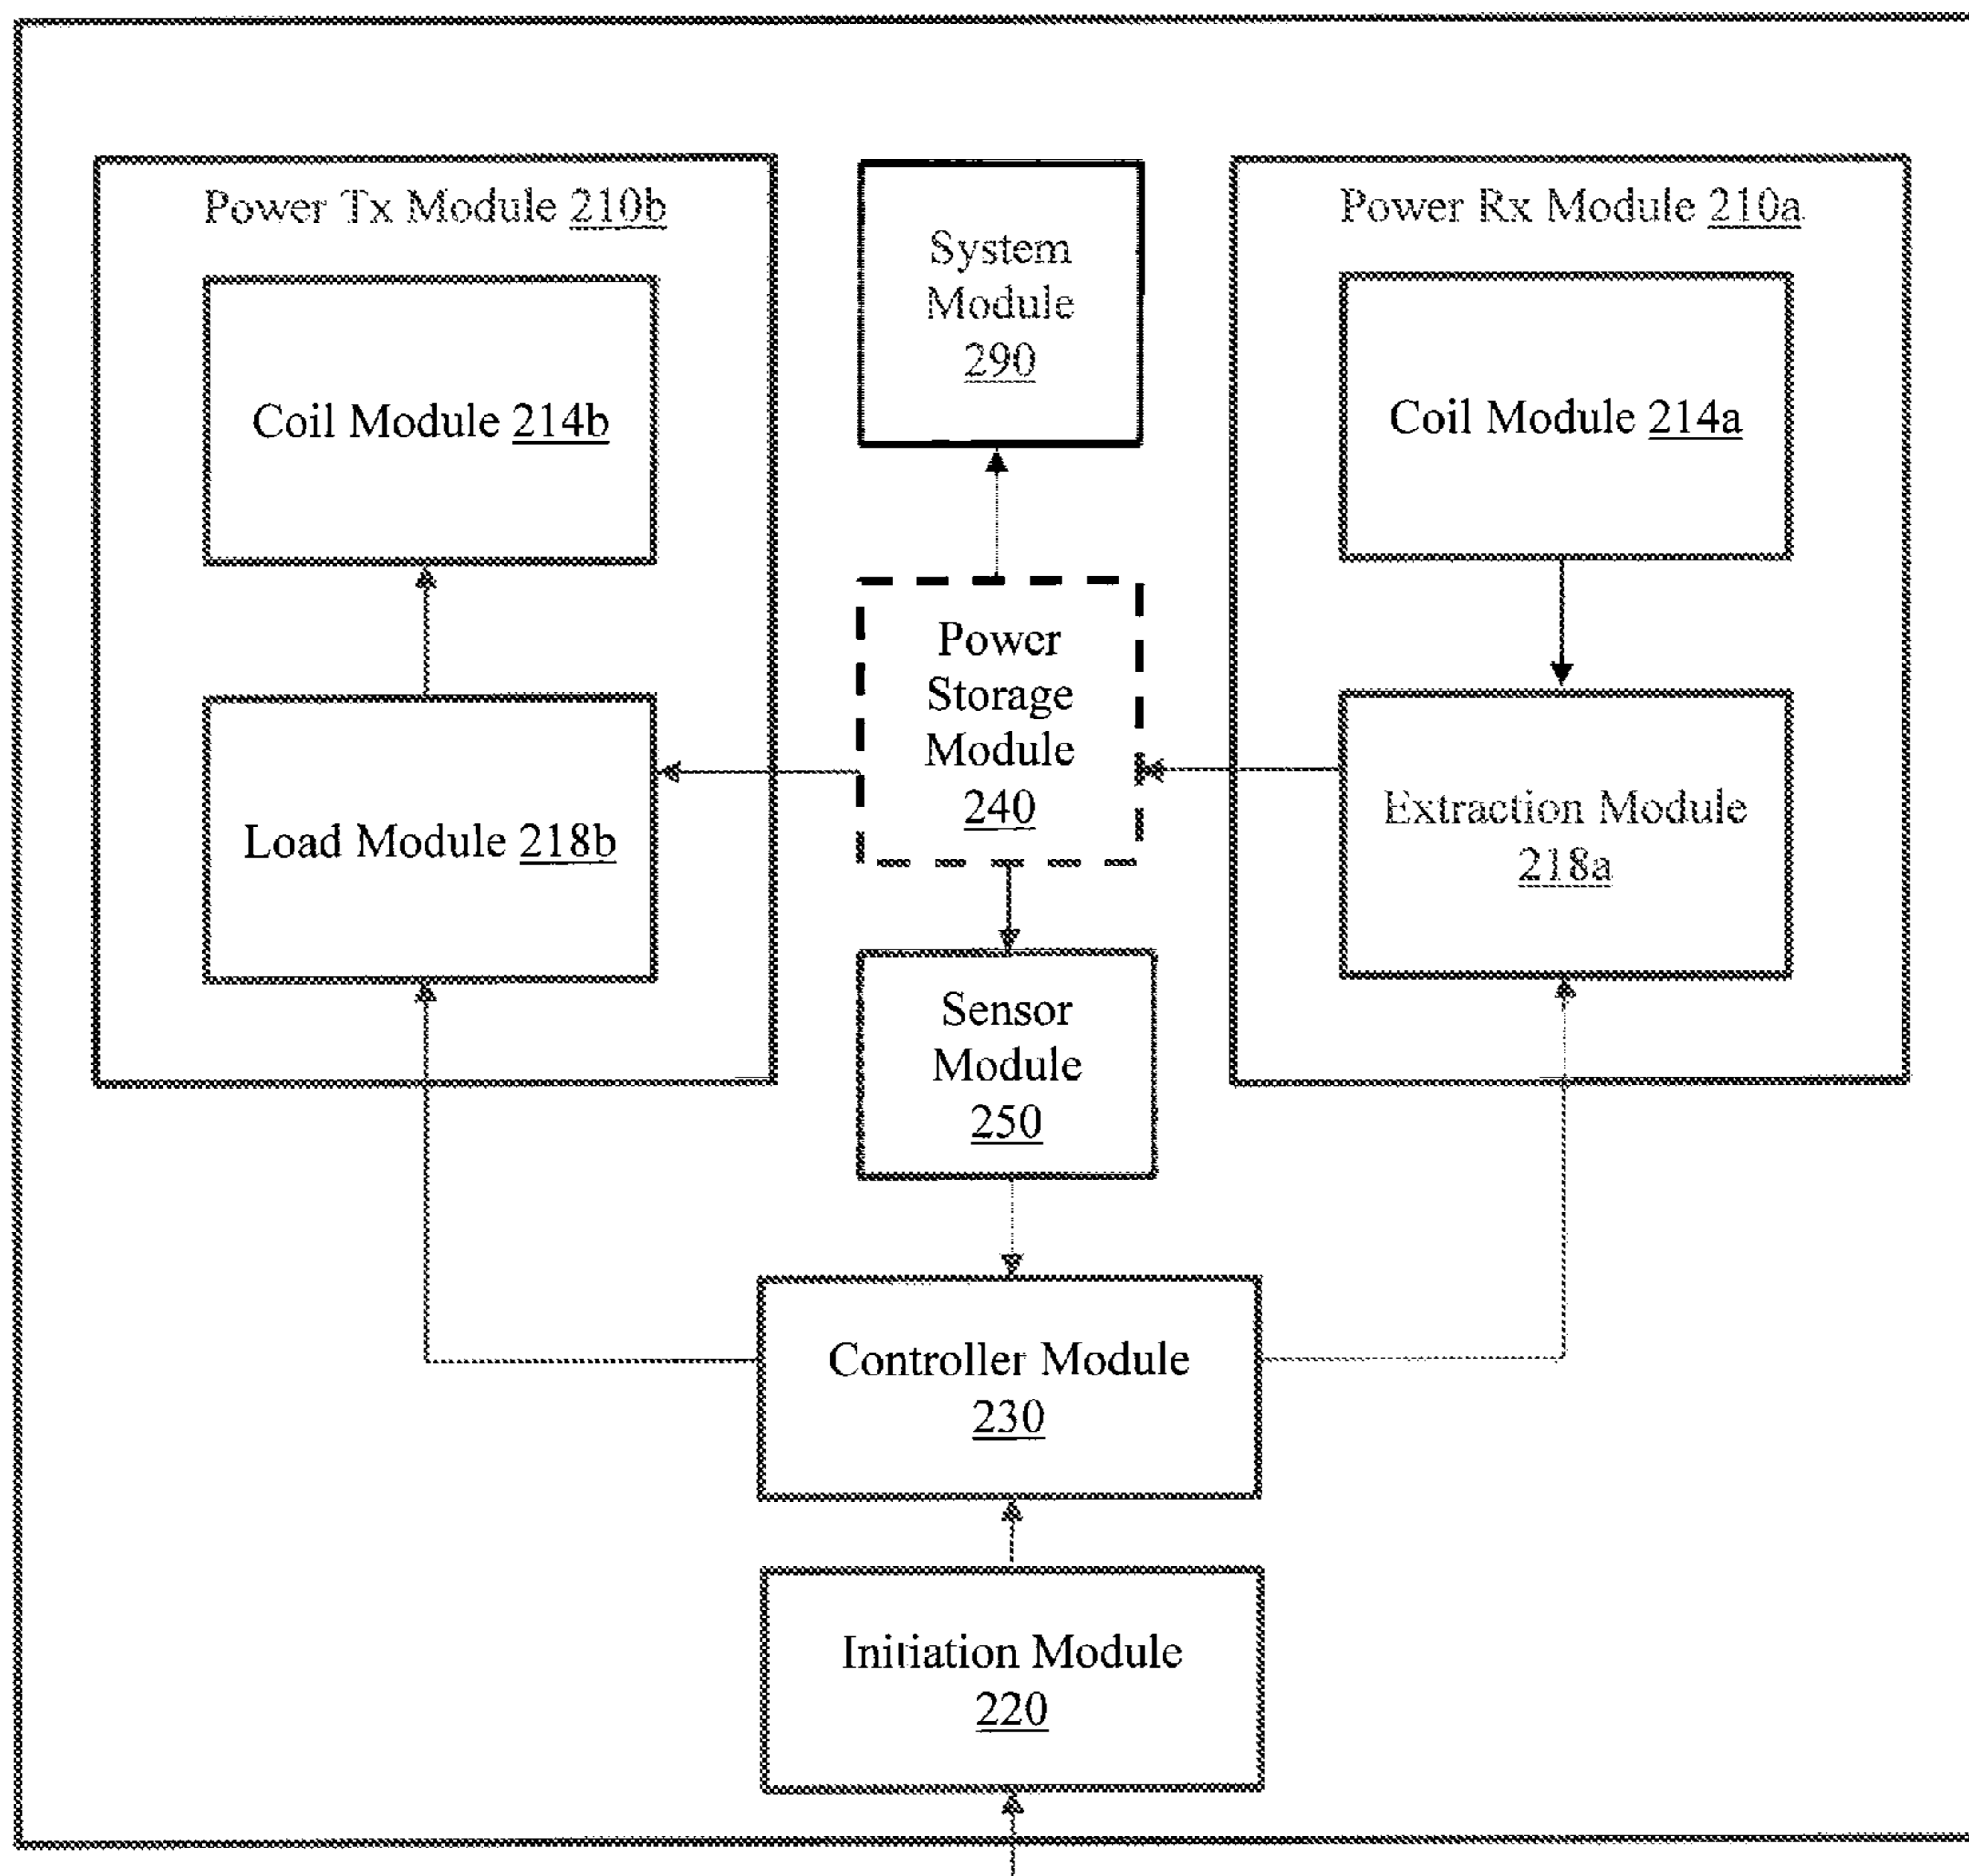 Power Tx Module 210b
Coil Module 214b
Load Module 218b
System
Module
290
Power
Storage
Module
240
Sensor
Module
250
Power Rx Module 210a
Coil Module 214a
Extraction Module
218a
Controller Module
230
Initiation Module
220